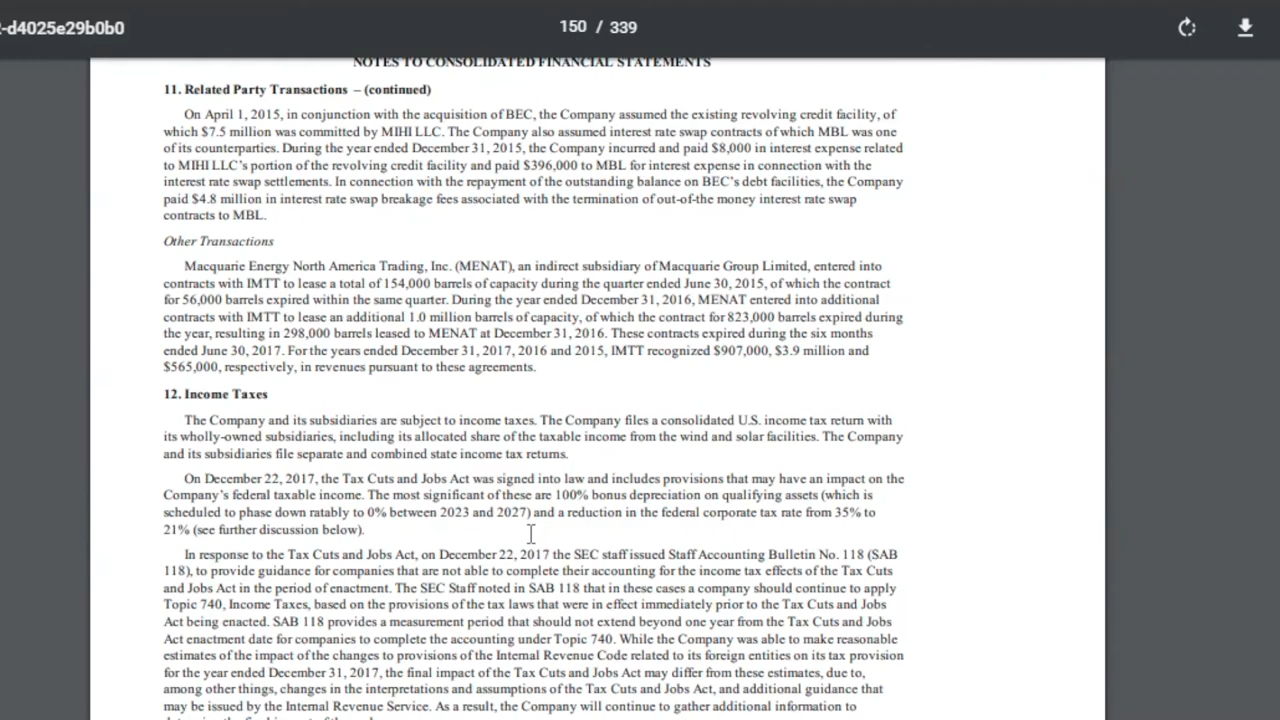 -d4025e29b0b0
150 / 339
NOTES TO CONSOLIDATED FINANCIAL STATEMENTS
11. Related Party Transactions – (continued)
On April 1, 2015, in conjunction with the acquisition of BEC, the Company assumed the existing revolving credit facility, of
which $7.5 million was committed by MIHI LLC. The Company also assumed interest rate swap contracts of which MBL was one
of its counterparties. During the year ended December 31, 2015, the Company incurred and paid $8,000 in interest expense related
to MIHI LLC's portion of the revolving credit facility and paid $396,000 to MBL for interest expense in connection with the
interest rate swap settlements. In connection with the repayment of the outstanding balance on BEC's debt facilities, the Company
paid $4.8 million in interest rate swap breakage fees associated with the termination of out-of-the money interest rate swap
contracts to MBL.
Other Transactions
Macquarie Energy North America Trading, Inc. (MENAT), an indirect subsidiary of Macquarie Group Limited, entered into
contracts with IMTT to lease a total of 154,000 barrels of capacity during the quarter ended June 30, 2015, of which the contract
for 56,000 barrels expired within the same quarter. During the year ended December 31, 2016, MENAT entered into additional
contracts with IMTT to lease an additional 1.0 million barrels of capacity, of which the contract for 823,000 barrels expired during
the year, resulting in 298,000 barrels leased to MENAT at December 31, 2016. These contracts expired during the six months
ended June 30, 2017. For the years ended December 31, 2017, 2016 and 2015, IMTT recognized $907,000, $3.9 million and
$565,000, respectively, in revenues pursuant to these agreements.
12. Income Taxes
The Company and its subsidiaries are subject to income taxes. The Company files a consolidated U.S. income tax return with
its wholly-owned subsidiaries, including its allocated share of the taxable income from the wind and solar facilities. The Company
and its subsidiaries file separate and combined state income tax returns.
On December 22, 2017, the Tax Cuts and Jobs Act was signed into law and includes provisions that may have an impact on the
Company's federal taxable income. The most significant of these are 100% bonus depreciation on qualifying assets (which is
scheduled to phase down ratably to 0% between 2023 and 2027) and a reduction in the federal corporate tax rate from 35% to
21% (see further discussion below).
In response to the Tax Cuts and Jobs Act, on December 22, 2017 the SEC staff issued Staff Accounting Bulletin No. 118 (SAB
118), to provide guidance for companies that are not able to complete their accounting for the income tax effects of the Tax Cuts
and Jobs Act in the period of enactment. The SEC Staff noted in SAB 118 that in these cases a company should continue to apply
Topic 740, Income Taxes, based on the provisions of the tax laws that were in effect immediately prior to the Tax Cuts and Jobs
Act being enacted. SAB 118 provides a measurement period that should not extend beyond one year from the Tax Cuts and Jobs
Act enactment date for companies to complete the accounting under Topic 740. While the Company was able to make reasonable
estimates of the impact of the changes to provisions of the Internal Revenue Code related to its foreign entities on its tax provision
for the year ended December 31, 2017, the final impact of the Tax Cuts and Jobs Act may differ from these estimates, due to,
among other things, changes in the interpretations and assumptions of the Tax Cuts and Jobs Act, and additional guidance that
may be issued by the Internal Revenue Service. As a result, the Company will continue to gather additional information to